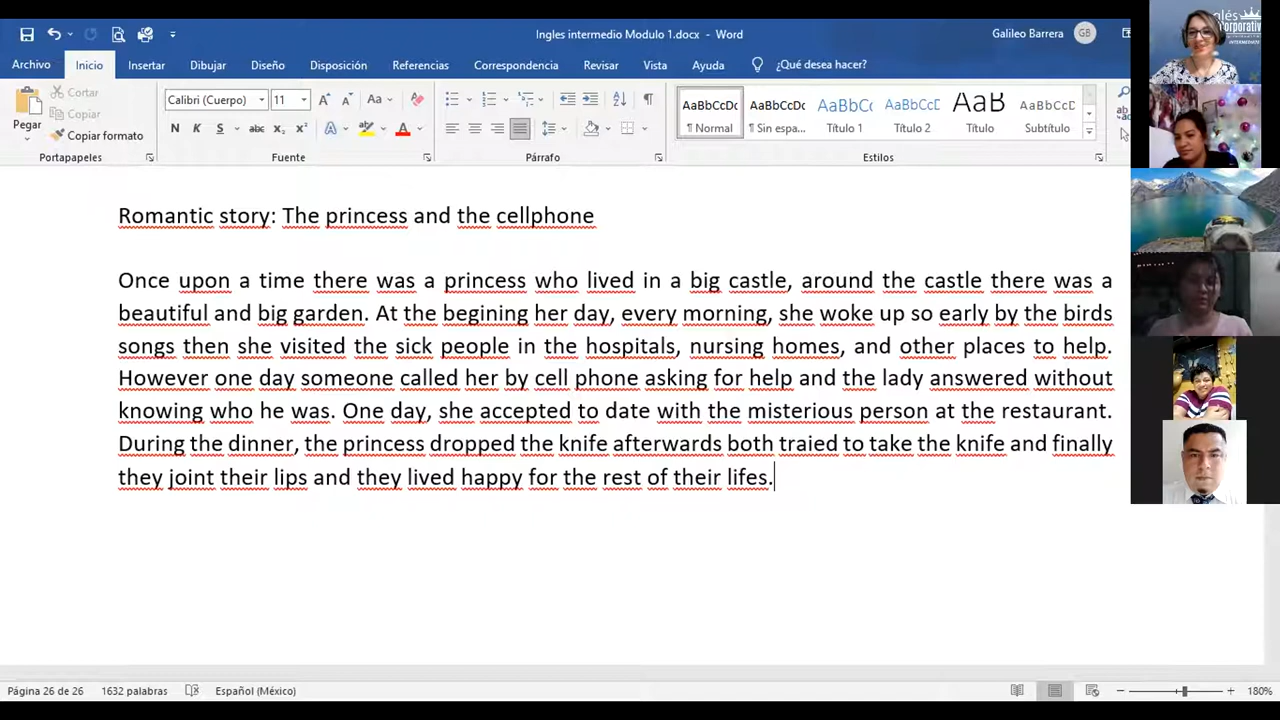 Ingles intermedio Modulo 1.docx - Word
Galileo Barrera
GB
Archivo Inicio Insertar Dibujar Diseño Disposición Referencias Correspondencia Revisar Vista Ayuda ¿Qué desea hacer?
Pegar
Cortar
Copiar
Copiar formato
Calibri (Cuerpo) 11
Aa
N K S abc x₂ x² A A
AaBbCcDc AaBbCcDc AaBbCcD AaBbCcD AaB AaBbCcD
¶ Normal ¶ Sin espa... Título 1 Título 2 Título Subtítulo
Portapapeles Fuente Párrafo Estilos
Romantic story: The princess and the cellphone
Once upon a time there was a princess who lived in a big castle, around the castle there was a
beautiful and big garden. At the begining her day, every morning, she woke up so early by the birds
songs then she visited the sick people in the hospitals, nursing homes, and other places to help.
However one day someone called her by cell phone asking for help and the lady answered without
knowing who he was. One day, she accepted to date with the misterious person at the restaurant.
During the dinner, the princess dropped the knife afterwards both traied to take the knife and finally
they joint their lips and they lived happy for the rest of their lifes.
Página 26 de 26 1632 palabras Español (México) 180%